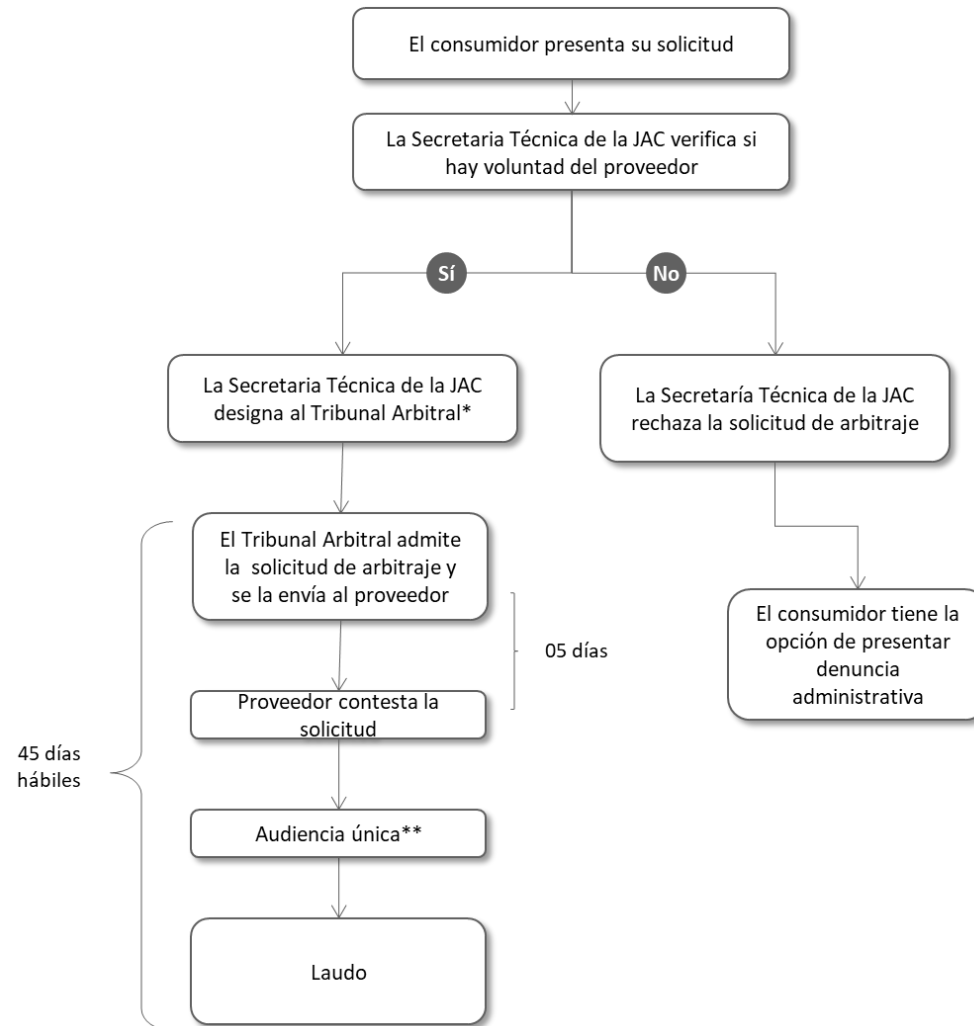 El consumidor presenta su solicitud
La Secretaria Técnica de la JAC verifica si
hay voluntad del proveedor
Sí
No
La Secretaria Técnica de la JAC
designa al Tribunal Arbitral*
La Secretaría Técnica de la JAC
rechaza la solicitud de arbitraje
El Tribunal Arbitral admite
la solicitud de arbitraje y
se la envía al proveedor
05 días
El consumidor tiene la
opción de presentar
denuncia
administrativa
Proveedor contesta la
solicitud
45 días
hábiles
Audiencia única**
Laudo